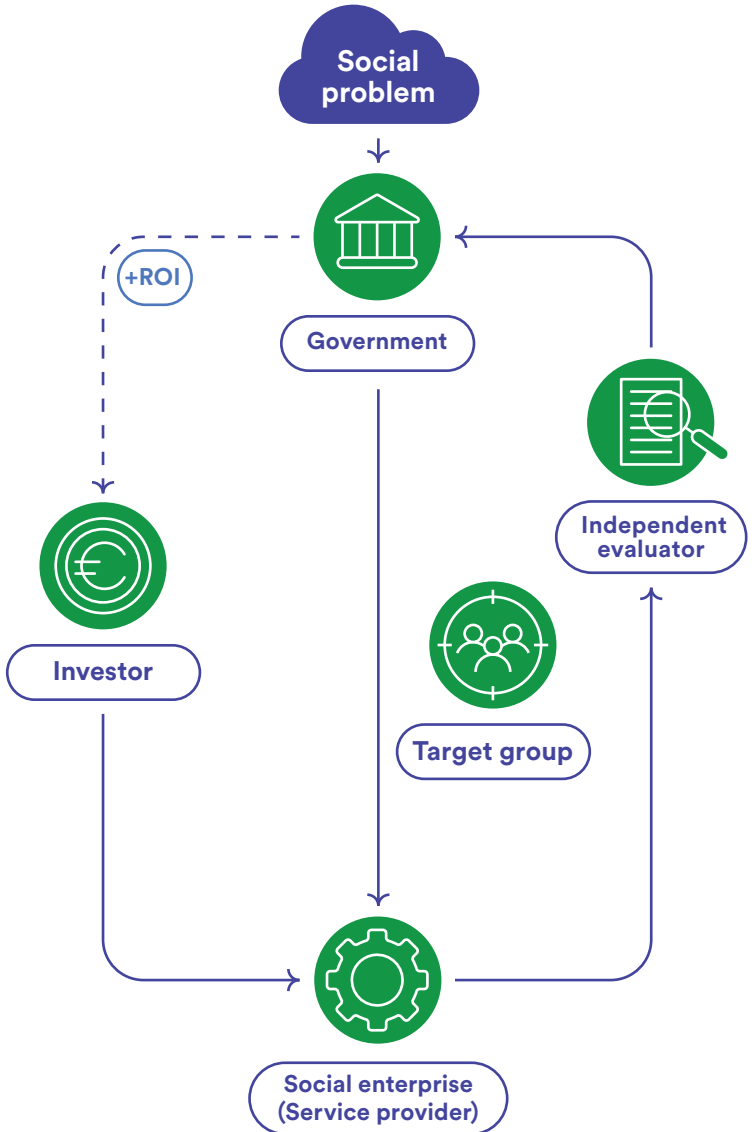 Social
problem
+ROI
Government
Independent
evaluator
Investor
Target group
Social enterprise
(Service provider)